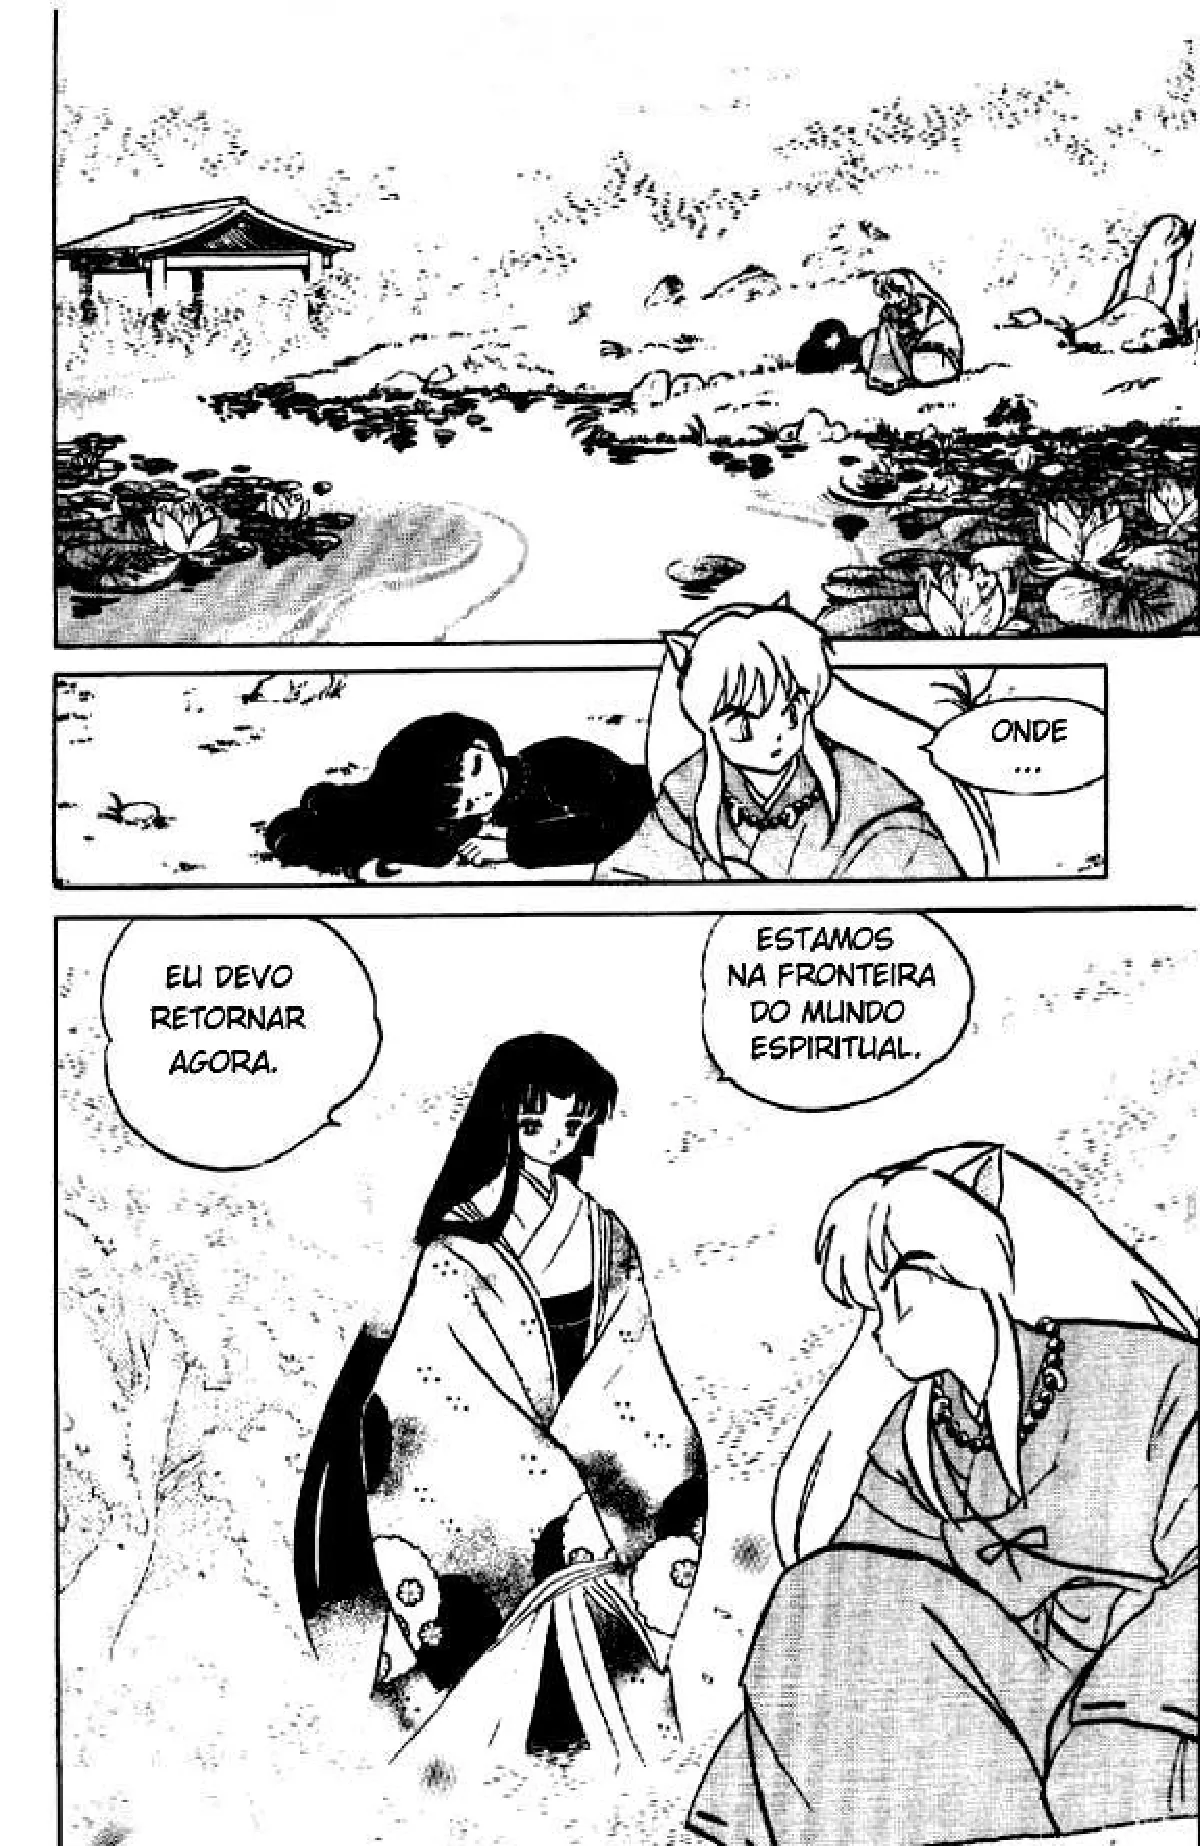 ONDE
...
ESTAMOS
NA FRONTEIRA
DO MUNDO
ESPIRITUAL.
EU DEVO
RETORNAR
AGORA.